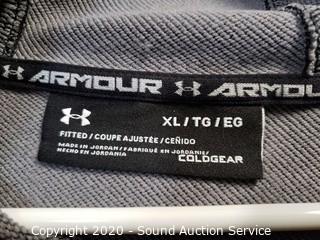 ARMOUR ARMOUR
XL / TG / EG
FITTED / COUPE AJUSTÉE / CEÑIDO
MADE IN JORDAN / FABRIQUÉ EN JORDANIE /
HECHO EN JORDANIA
COLDGEAR
Copyright 2020 - Sound Auction Service